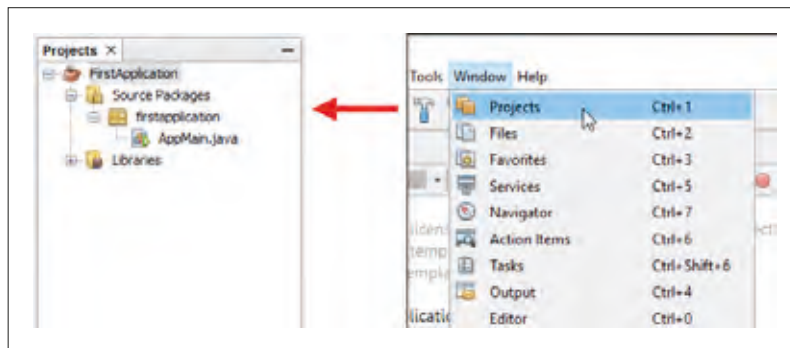 Projects ×
FirstApplication
Source Packages
firstapplication
AppMain.java
Libraries
Tools Window Help
Projects Ctrl+1
Files Ctrl+2
Favorites Ctrl+3
Services Ctrl+5
Navigator Ctrl+7
Action Items Ctrl+6
Tasks Ctrl+Shift+6
Output Ctrl+4
Editor Ctrl+0